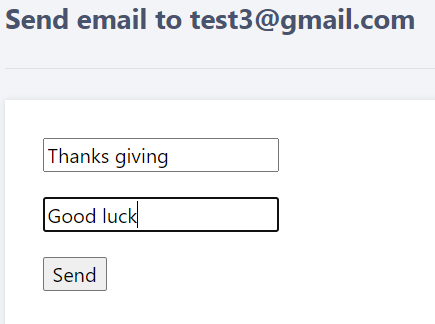 Send email to test3@gmail.com
Thanks giving
Good luck
Send